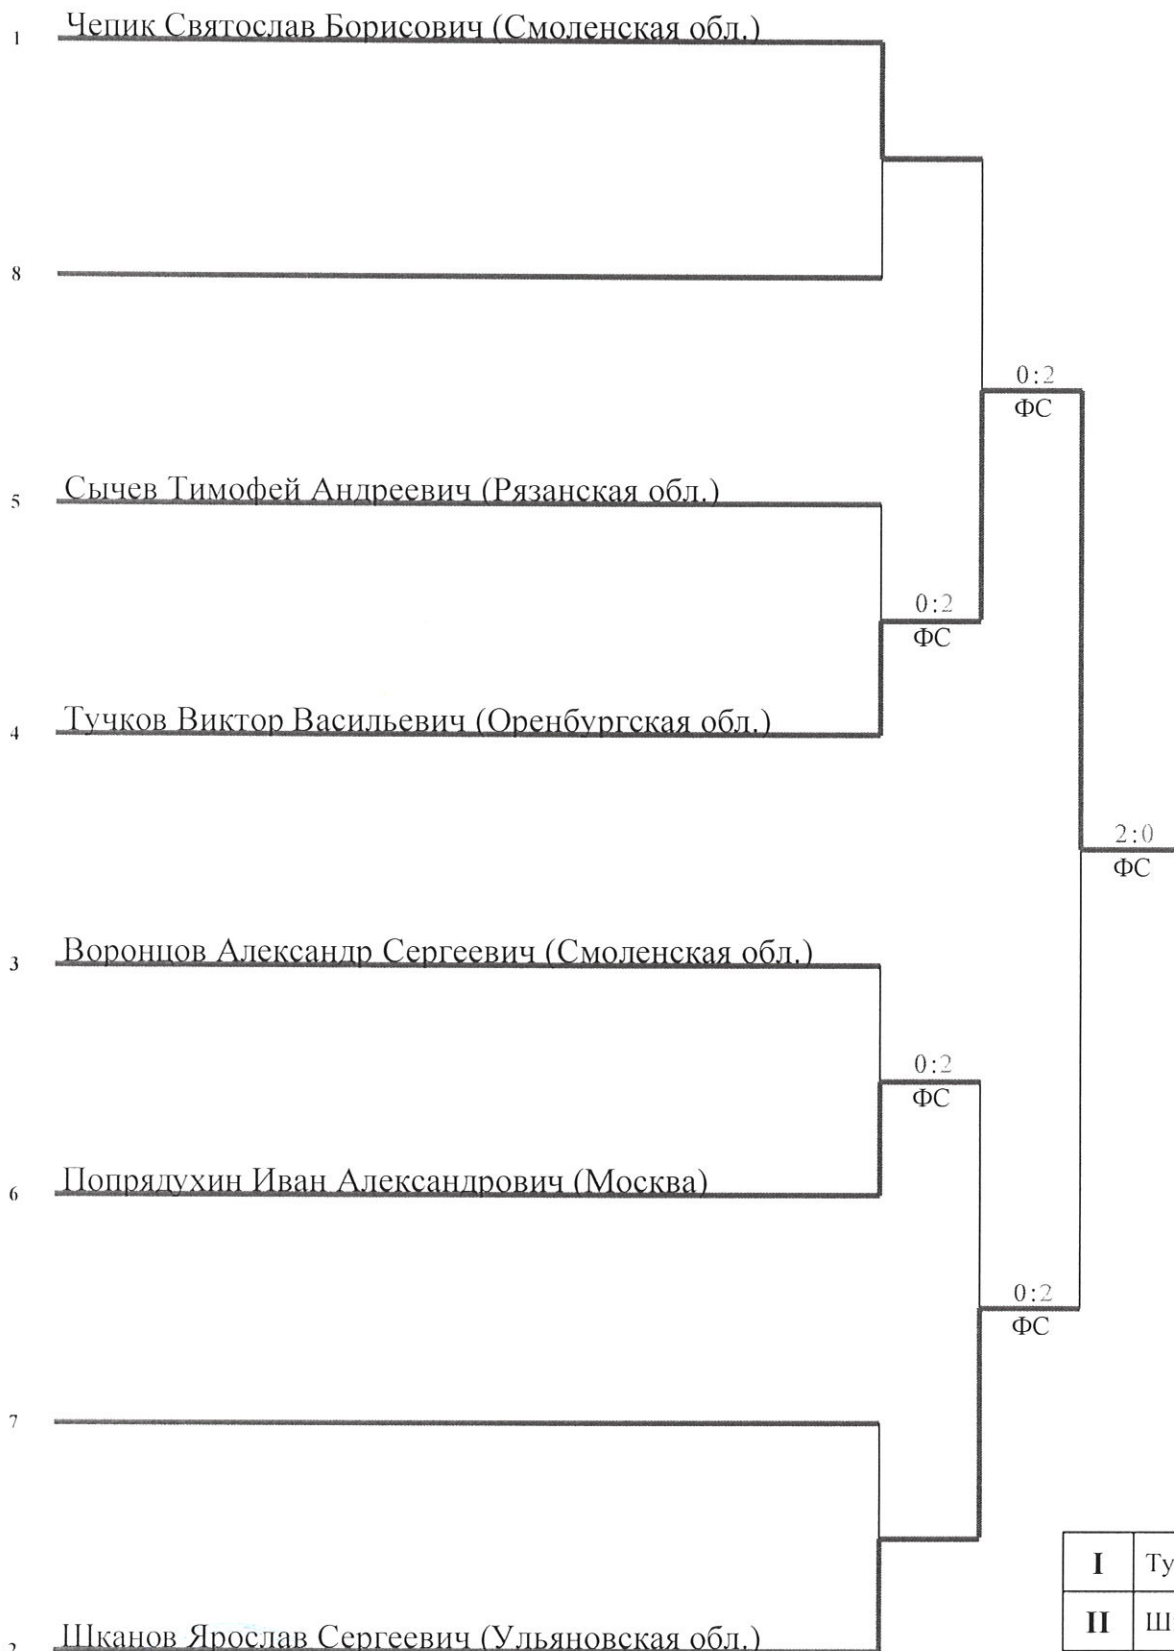 1 Чепик Святослав Борисович (Смоленская обл.)
8
0:2
ФС
5 Сычев Тимофей Андреевич (Рязанская обл.)
0:2
ФС
4 Тучков Виктор Васильевич (Оренбургская обл.)
2:0
ФС
3 Воронцов Александр Сергеевич (Смоленская обл.)
0:2
ФС
6 Попрядухин Иван Александрович (Москва)
0:2
ФС
7
I Ту
II Ш
2 Шканов Ярослав Сергеевич (Ульяновская обл.)